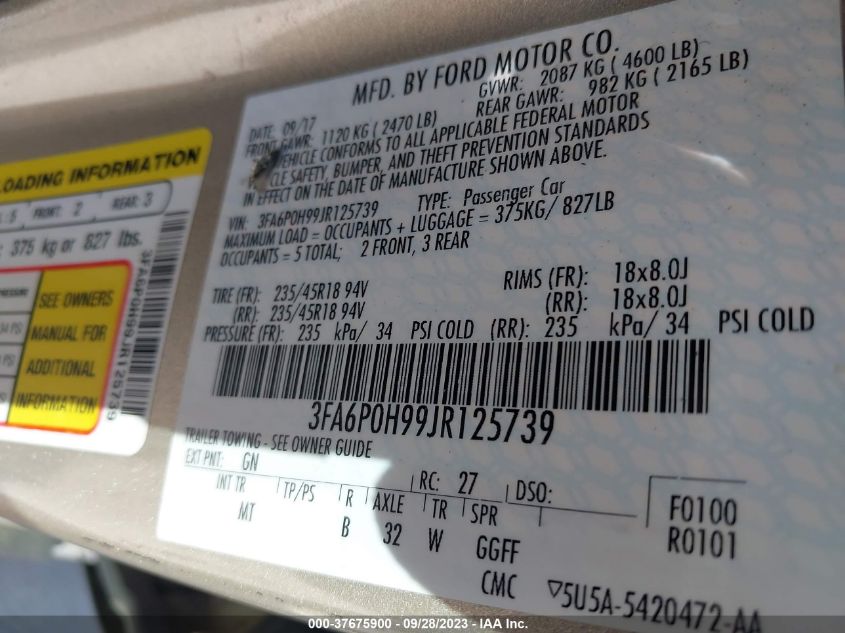 MFD. BY FORD MOTOR CO.
DATE: 09/17 GVWR: 2087 KG ( 4600 LB)
FRONT GAWR: 1120 KG ( 2470 LB) REAR GAWR: 982 KG ( 2165 LB)
VEHICLE CONFORMS TO ALL APPLICABLE FEDERAL MOTOR
VEHICLE SAFETY, BUMPER, AND THEFT PREVENTION STANDARDS
IN EFFECT ON THE DATE OF MANUFACTURE SHOWN ABOVE.
VIN: 3FA6P0H99JR125739 TYPE: Passenger Car
MAXIMUM LOAD = OCCUPANTS + LUGGAGE = 375KG/ 827LB
OCCUPANTS = 5 TOTAL; 2 FRONT, 3 REAR
TIRE (FR): 235/45R18 94V RIMS (FR): 18x8.0J
(RR): 235/45R18 94V (RR): 18x8.0J
PRESSURE (FR): 235 kPa/ 34 PSI COLD (RR): 235 kPa/ 34 PSI COLD
3FA6P0H99JR125739
TRAILER TOWING - SEE OWNER GUIDE
EXT PNT: GN RC: 27 DSO:
INT TR TP/PS R AXLE TR SPR F0100
MT B 32 W GGFF R0101
CMC ▽5U5A-5420472-AA
LOADING INFORMATION
: 5 FRONT: 2 REAR: 3
: 375 kg or 827 lbs.
PRESSURE
34 PSI
PSI
SEE OWNERS
MANUAL FOR
ADDITIONAL
INFORMATION
3FA6P0H99JR125739
000-37675900 - 09/28/2023 - IAA Inc.